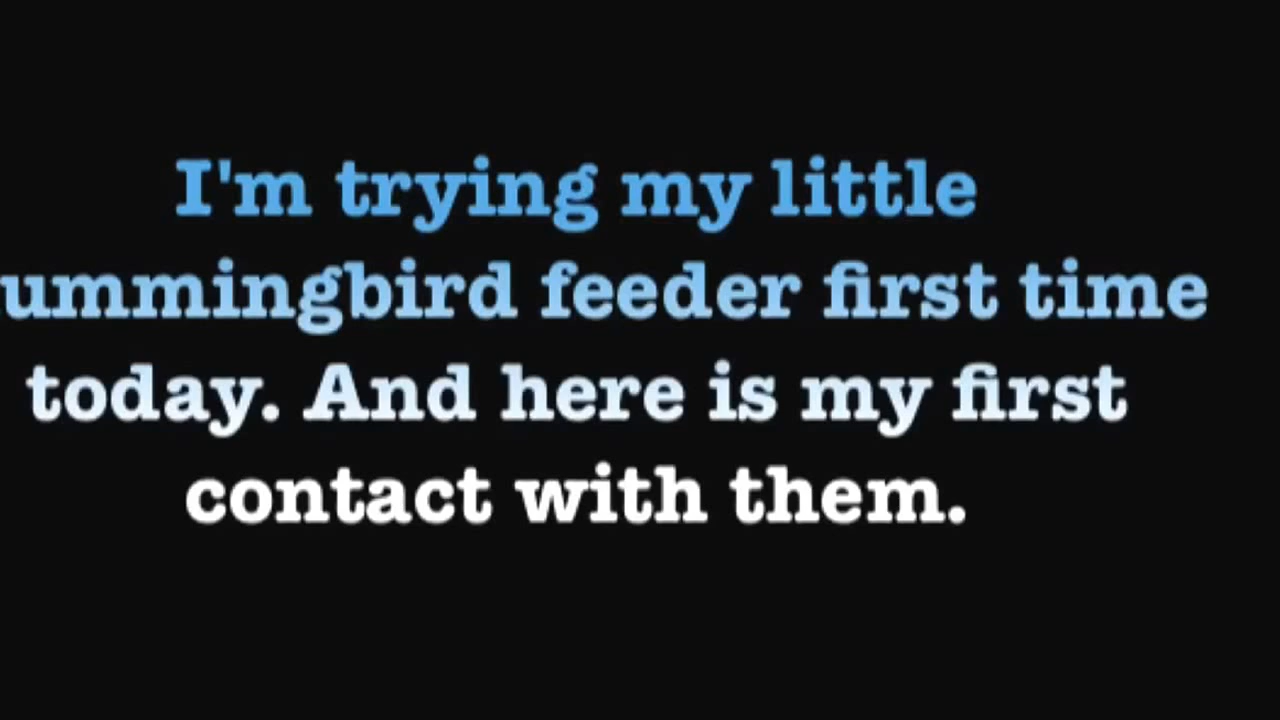 I'm trying my little
ummingbird feeder first time
today. And here is my first
contact with them.